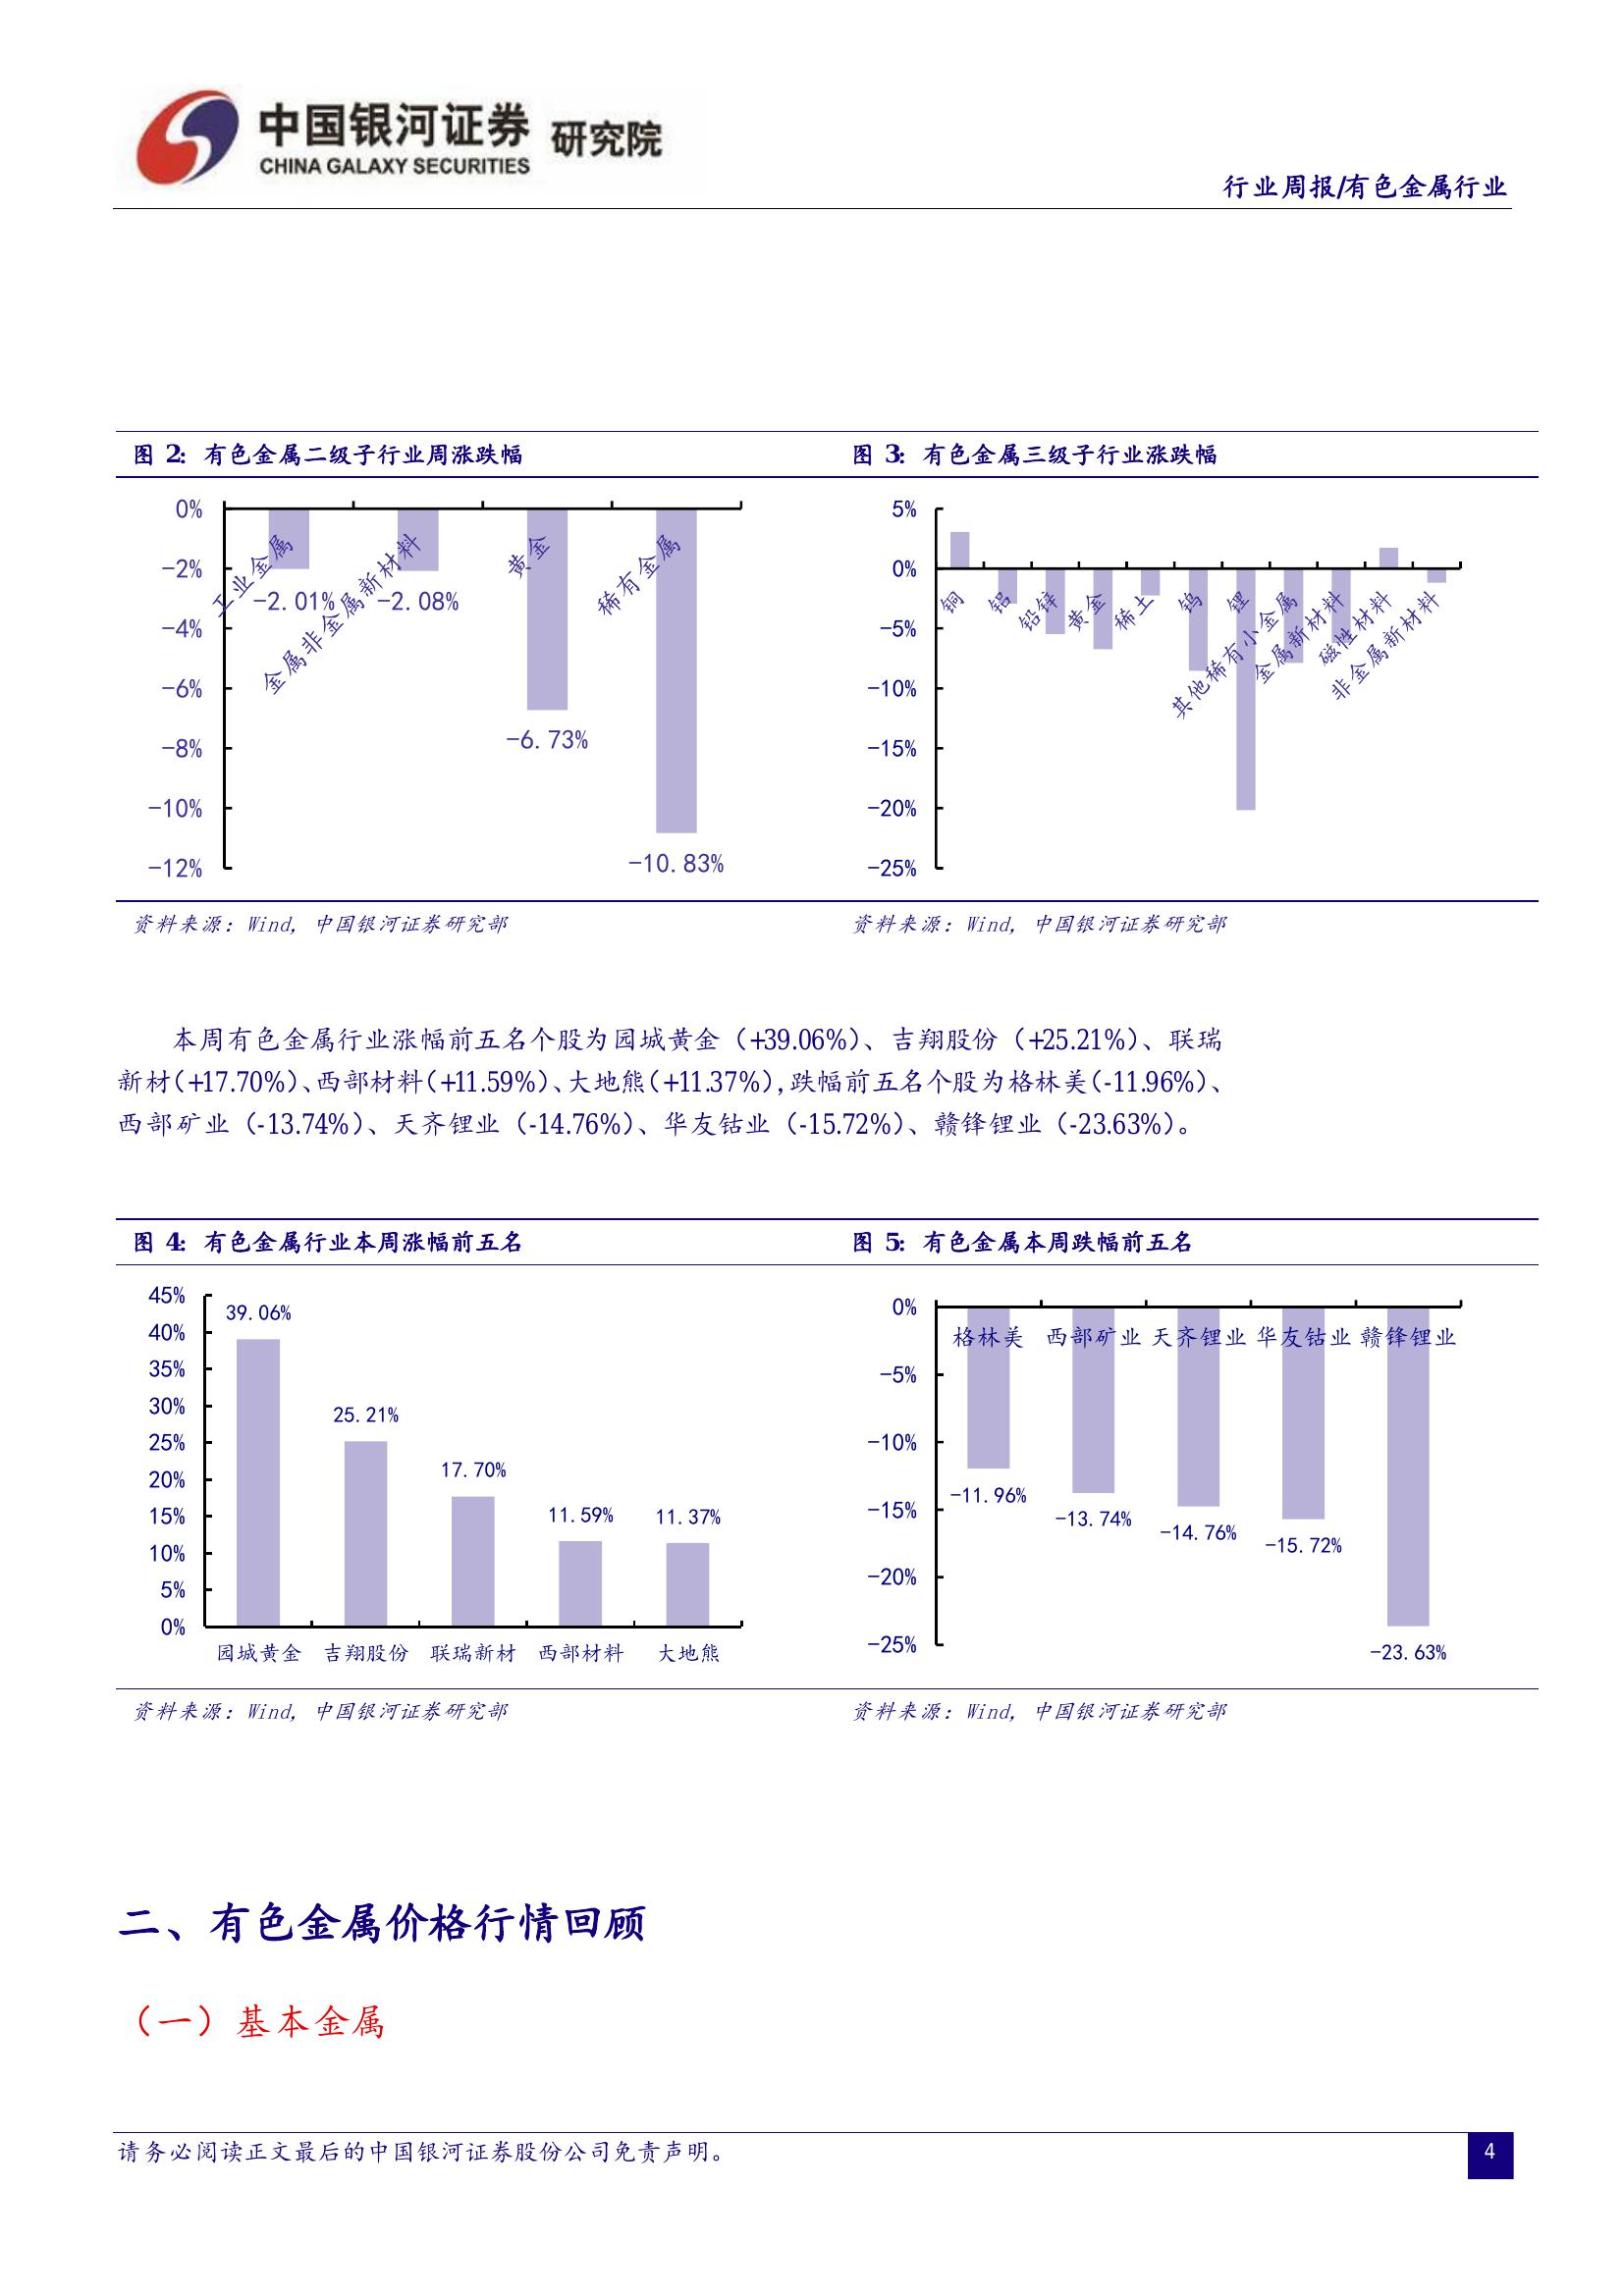 中国银河证券 研究院
CHINA GALAXY SECURITIES
行业周报/有色金属行业
图 2: 有色金属二级子行业周涨跌幅
0%
-2%
-4%
-6%
-8%
-10%
-12%
工业金属
金属非金属新材料
黄金
稀有金属
-2.01%
-2.08%
-6.73%
-10.83%
资料来源：Wind, 中国银河证券研究部
图 3: 有色金属三级子行业涨跌幅
5%
0%
-5%
-10%
-15%
-20%
-25%
铜
铝
铅锌
黄金
稀土
钨
锂
其他稀有小金属
金属新材料
磁性材料
非金属新材料
资料来源：Wind, 中国银河证券研究部
本周有色金属行业涨幅前五名个股为园城黄金（+39.06%）、吉翔股份（+25.21%）、联瑞
新材（+17.70%）、西部材料（+11.59%）、大地熊（+11.37%），跌幅前五名个股为格林美（-11.96%）、
西部矿业（-13.74%）、天齐锂业（-14.76%）、华友钴业（-15.72%）、赣锋锂业（-23.63%）。
图 4: 有色金属行业本周涨幅前五名
45%
40%
35%
30%
25%
20%
15%
10%
5%
0%
39.06%
25.21%
17.70%
11.59%
11.37%
园城黄金 吉翔股份 联瑞新材 西部材料 大地熊
资料来源：Wind, 中国银河证券研究部
图 5: 有色金属本周跌幅前五名
0%
-5%
-10%
-15%
-20%
-25%
格林美 西部矿业 天齐锂业 华友钴业 赣锋锂业
-11.96%
-13.74%
-14.76%
-15.72%
-23.63%
资料来源：Wind, 中国银河证券研究部
二、有色金属价格行情回顾
（一）基本金属
请务必阅读正文最后的中国银河证券股份公司免责声明。
4